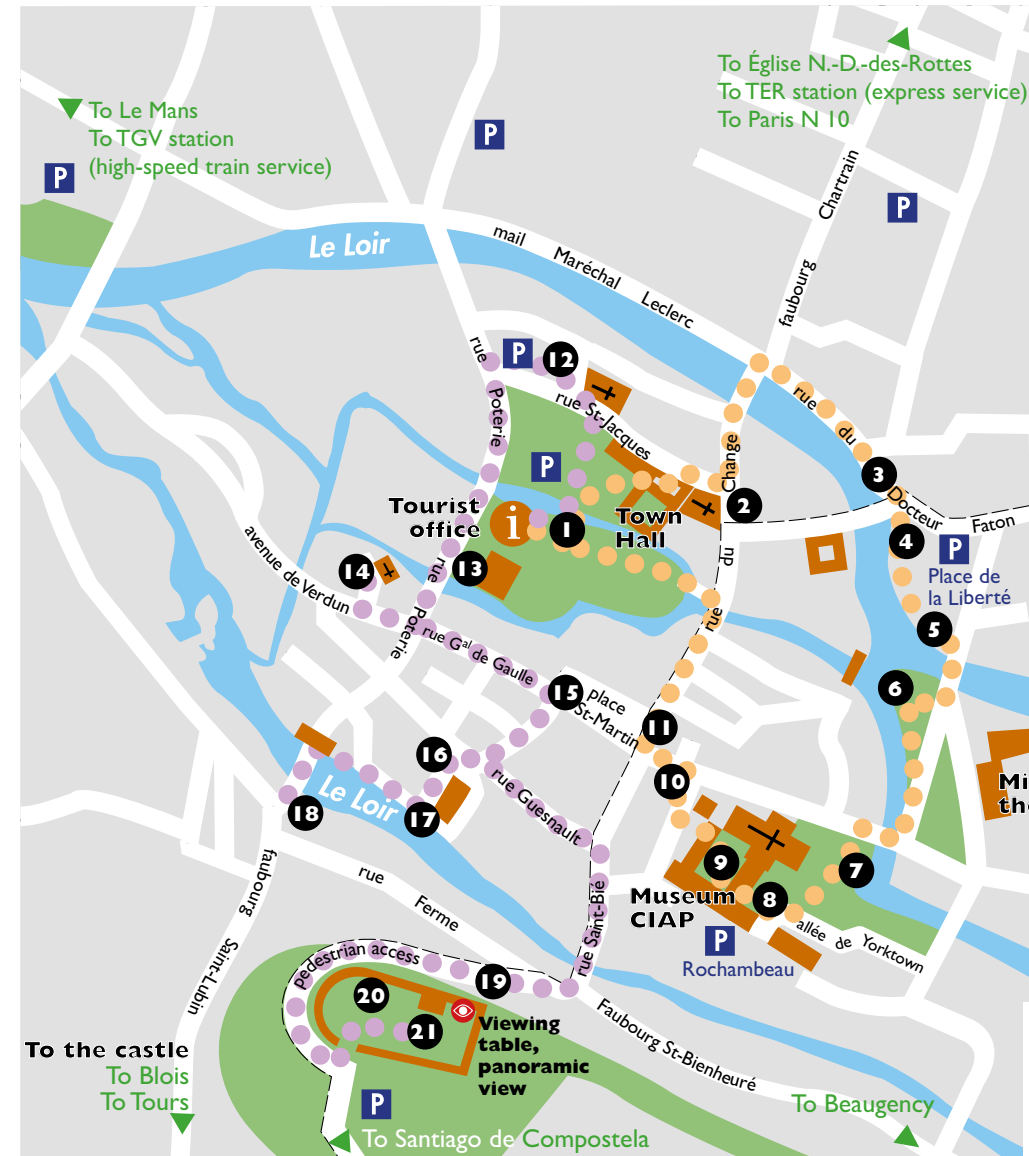 To Église N.-D.-des-Rottes
To TER station (express service)
To Paris N 10
To Le Mans
To TGV station
(high-speed train service)
P
P
P
faubourg Chartrain
Le Loir
mail Maréchal Leclerc
rue Poterie
P
12
rue St-Jacques
rue du Docteur Faton
P
3
rue du Change
2
Tourist
office
i
1
Town
Hall
4
P
Place de
la Liberté
avenue de Verdun
14
13
rue Poterie
5
rue Gal de Gaulle
6
15
place
St-Martin
11
16
10
Mi
the
Le Loir
17
18
rue Guesnault
9
7
8
Museum
CIAP
allée de Yorktown
P
Rochambeau
rue Ferme
faubourg Saint-Lubin
rue Saint-Bié
pedestrian access
19
20
21
Viewing
table,
panoramic
view
Faubourg St-Bienheuré
To the castle
To Blois
To Tours
P
To Beaugency
To Santiago de Compostela